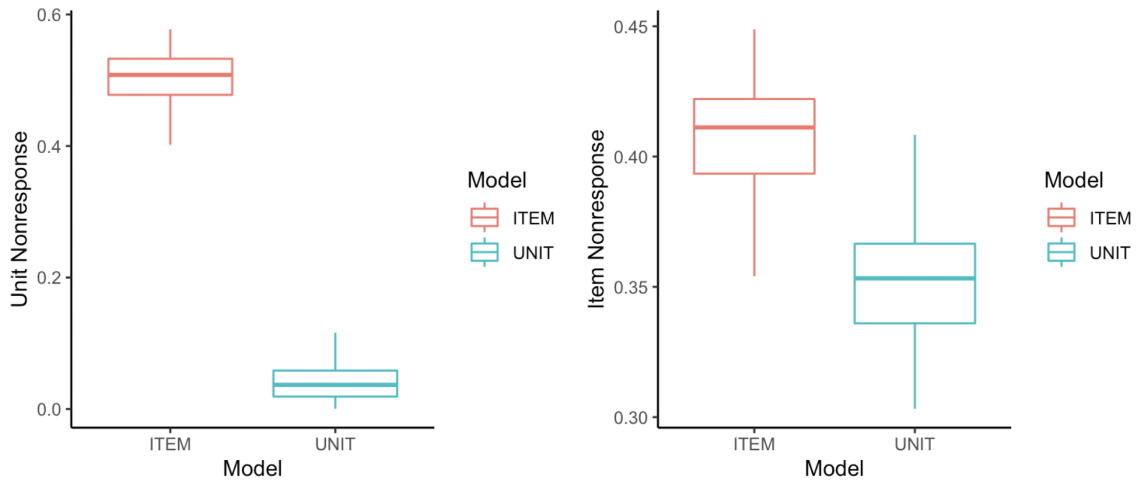 Unit Nonresponse
0.6
0.4
0.2
0.0
ITEM
UNIT
Model
Model
ITEM
UNIT
Item Nonresponse
0.45
0.40
0.35
0.30
ITEM
UNIT
Model
Model
ITEM
UNIT